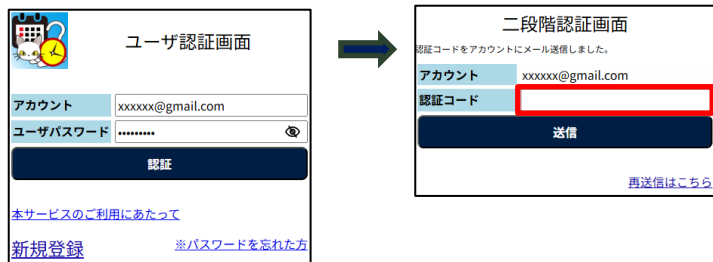 ユーザ認証画面
アカウント xxxxxx@gmail.com
ユーザパスワード •••••••••
認証
本サービスのご利用にあたって
新規登録 ※パスワードを忘れた方
二段階認証画面
認証コードをアカウントにメール送信しました。
アカウント xxxxxx@gmail.com
認証コード
送信
再送信はこちら